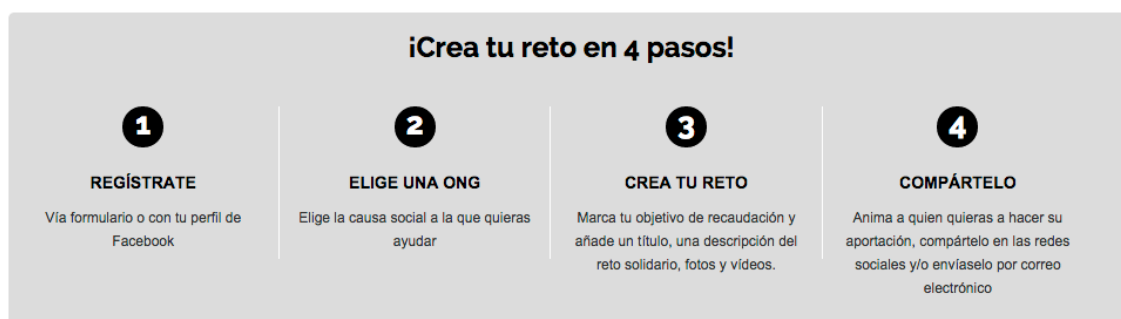 ¡Crea tu reto en 4 pasos!
1
REGÍSTRATE
Vía formulario o con tu perfil de
Facebook
2
ELIGE UNA ONG
Elige la causa social a la que quieras
ayudar
3
CREA TU RETO
Marca tu objetivo de recaudación y
añade un título, una descripción del
reto solidario, fotos y vídeos.
4
COMPÁRTELO
Anima a quien quieras a hacer su
aportación, compártelo en las redes
sociales y/o envíaselo por correo
electrónico